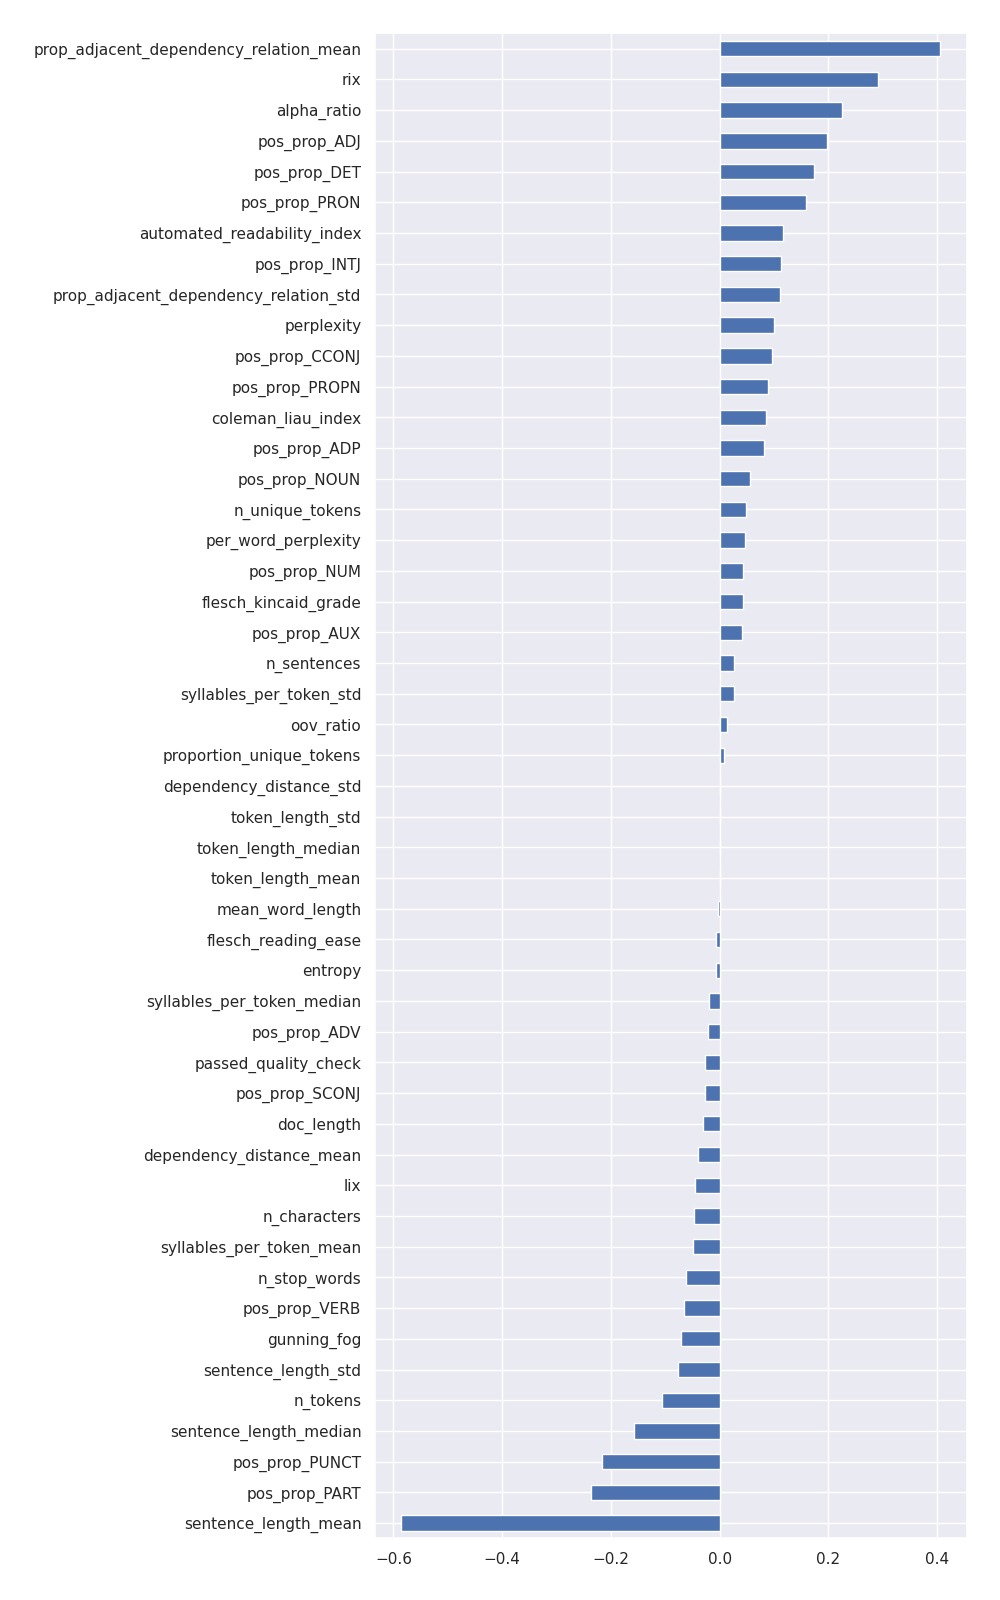 prop_adjacent_dependency_relation_mean
rix
alpha_ratio
pos_prop_ADJ
pos_prop_DET
pos_prop_PRON
automated_readability_index
pos_prop_INTJ
prop_adjacent_dependency_relation_std
perplexity
pos_prop_CCONJ
pos_prop_PROPN
coleman_liau_index
pos_prop_ADP
pos_prop_NOUN
n_unique_tokens
per_word_perplexity
pos_prop_NUM
flesch_kincaid_grade
pos_prop_AUX
n_sentences
syllables_per_token_std
oov_ratio
proportion_unique_tokens
dependency_distance_std
token_length_std
token_length_median
token_length_mean
mean_word_length
flesch_reading_ease
entropy
syllables_per_token_median
pos_prop_ADV
passed_quality_check
pos_prop_SCONJ
doc_length
dependency_distance_mean
lix
n_characters
syllables_per_token_mean
n_stop_words
pos_prop_VERB
gunning_fog
sentence_length_std
n_tokens
sentence_length_median
pos_prop_PUNCT
pos_prop_PART
sentence_length_mean
−0.6 −0.4 −0.2 0.0 0.2 0.4